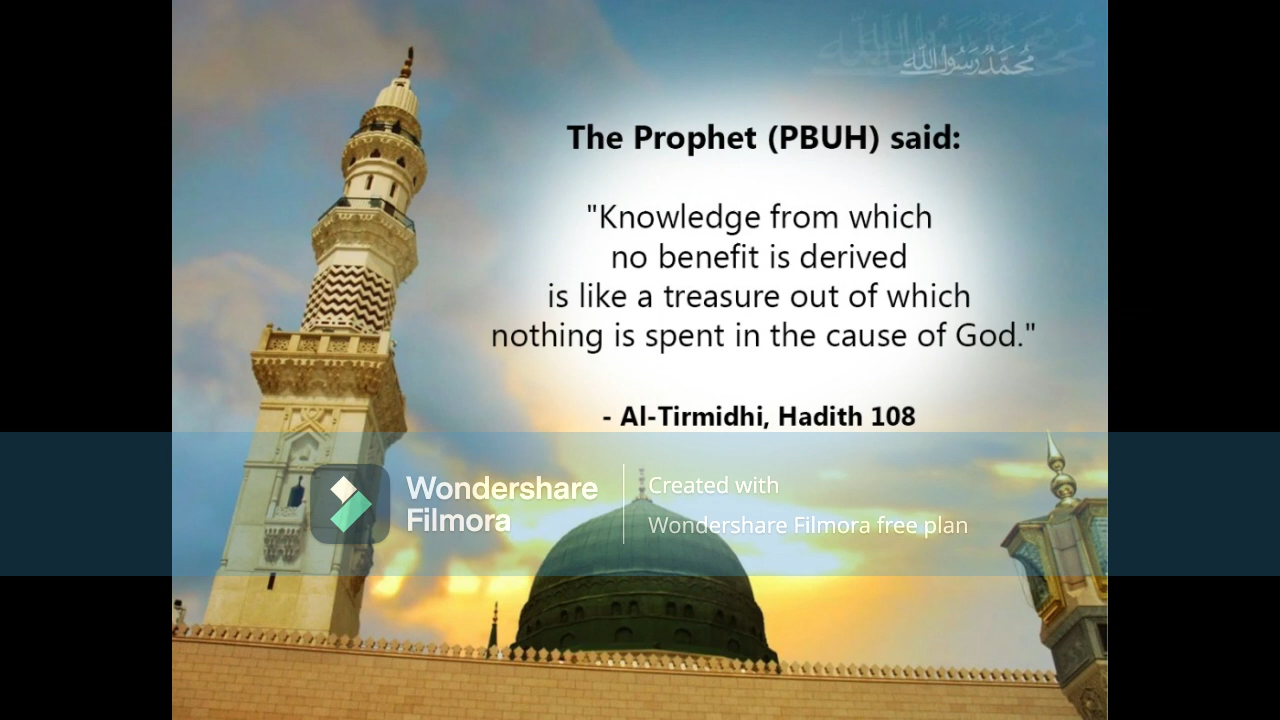 محمد رسول الله
The Prophet (PBUH) said:
"Knowledge from which
no benefit is derived
is like a treasure out of which
nothing is spent in the cause of God."
- Al-Tirmidhi, Hadith 108
Wondershare
Filmora
Created with
Wondershare Filmora free plan